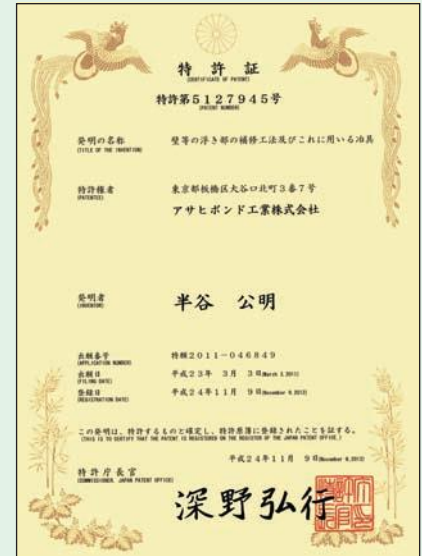 特許証
(CERTIFICATE OF PATENT)
特許第5127945号
(PATENT NUMBER)
発明の名称
(TITLE OF THE INVENTION)
壁等の浮き部の補修工法及びこれに用いる冶具
特許権者
(PATENTEE)
東京都板橋区大谷口北町3番7号
アサヒボンド工業株式会社
発明者
(INVENTOR)
半谷 公明
出願番号
(APPLICATION NUMBER)
特願2011-046849
出願日
(FILING DATE)
平成23年 3月 3日(March 3,2011)
登録日
(REGISTRATION DATE)
平成24年11月 9日(November 9,2012)
この発明は、特許するものと確定し、特許原簿に登録されたことを証する。
(THIS IS TO CERTIFY THAT THE PATENT IS REGISTERED ON THE REGISTER OF THE JAPAN PATENT OFFICE.)
平成24年11月 9日(November 9,2012)
特許庁長官
(COMMISSIONER, JAPAN PATENT OFFICE)
深野弘行